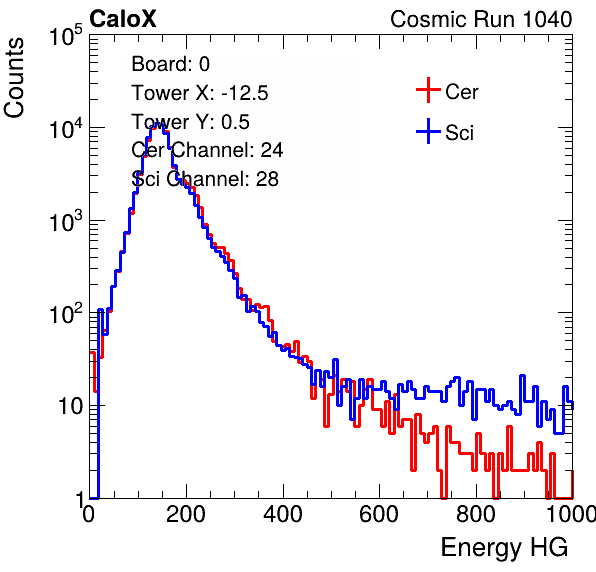 CaloX Cosmic Run 1040
Counts
Board: 0
Tower X: -12.5
Tower Y: 0.5
Cer Channel: 24
Sci Channel: 28
Cer
Sci
10^5
10^4
10^3
10^2
10
1
0 200 400 600 800 1000
Energy HG